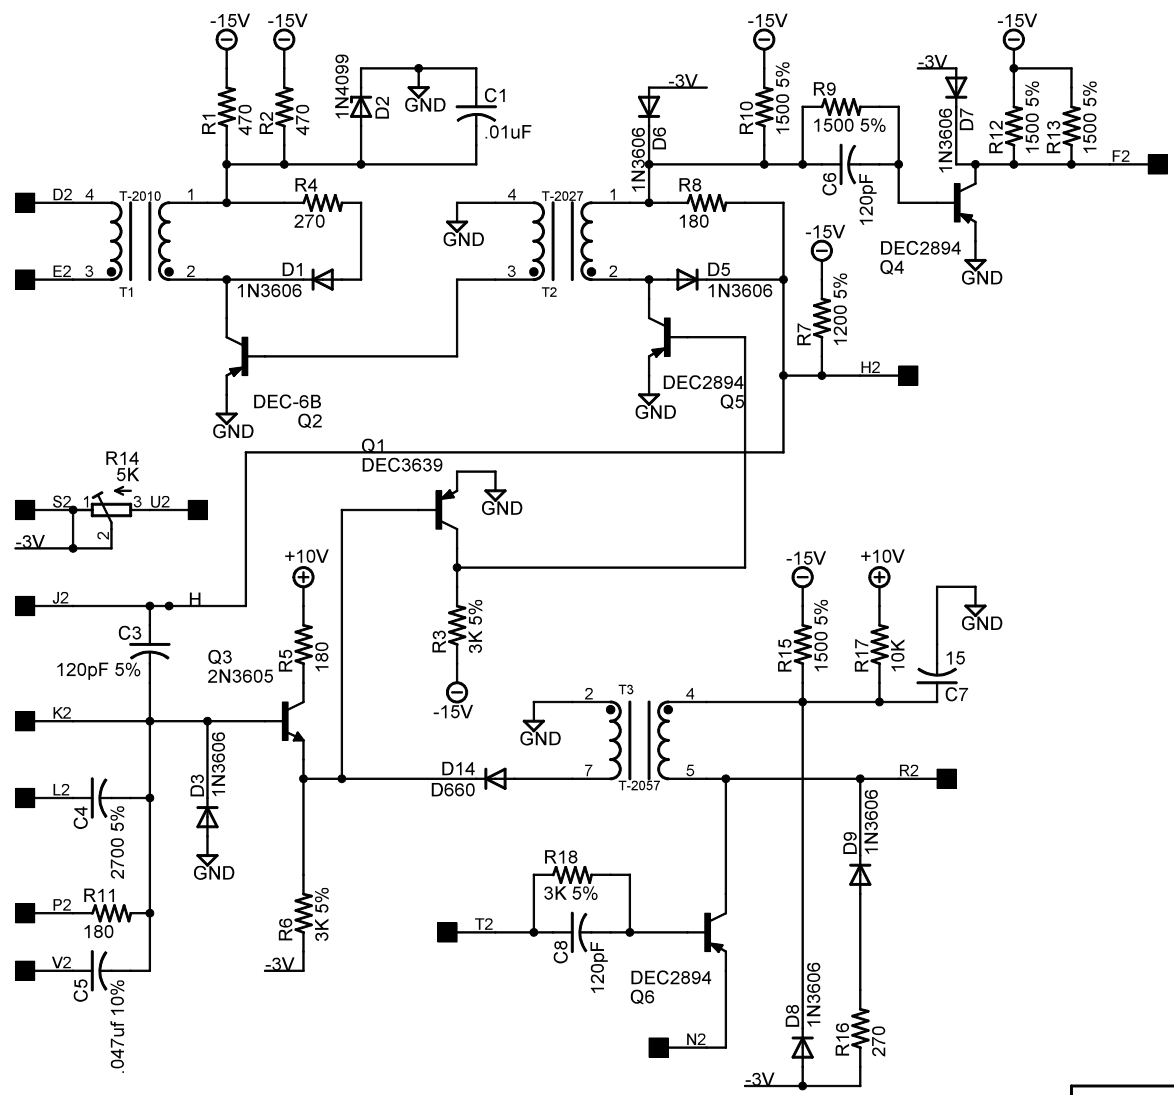 -15V
-15V
-15V
-15V
R1
470
R2
470
1N4099
D2
GND
C1
.01uF
-3V
1N3606
D6
R10
1500 5%
R9
1500 5%
C6
120pF
-3V
1N3606
D7
R12
1500 5%
R13
1500 5%
F2
D2
4
T-2010
1
R4
270
E2
3
T1
2
D1
1N3606
4
T-2027
1
GND
3
T2
2
R8
180
D5
1N3606
-15V
R7
1200 5%
DEC2894
Q4
GND
H2
DEC-6B
Q2
GND
DEC2894
Q5
GND
Q1
DEC3639
GND
R14
5K
S2
1
3
U2
2
-3V
J2
H
C3
120pF 5%
+10V
R5
180
R3
3K 5%
-15V
-15V
R15
1500 5%
+10V
R17
10K
GND
15
C7
Q3
2N3605
K2
D3
1N3606
GND
L2
C4
2700 5%
P2
R11
180
V2
C5
.047uf 10%
R6
3K 5%
-3V
D14
D660
GND
2
T3
4
7
T-2057
5
R2
D9
1N3606
R18
3K 5%
T2
C8
120pF
DEC2894
Q6
N2
D8
1N3606
R16
270
-3V